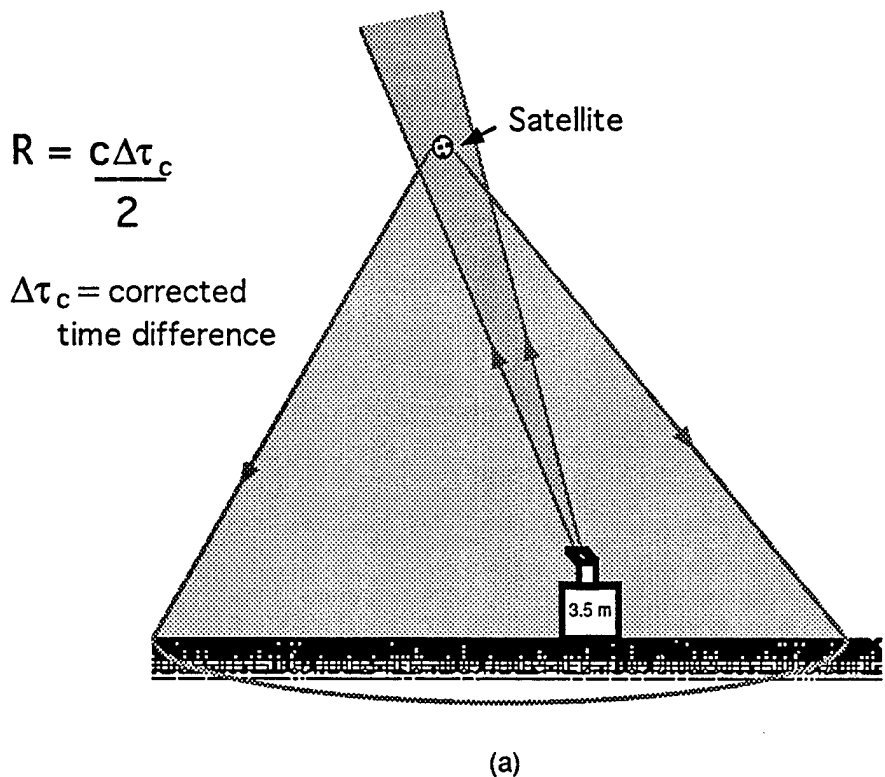 Satellite
R = cΔτc
2
Δτc = corrected
time difference
3.5 m
(a)